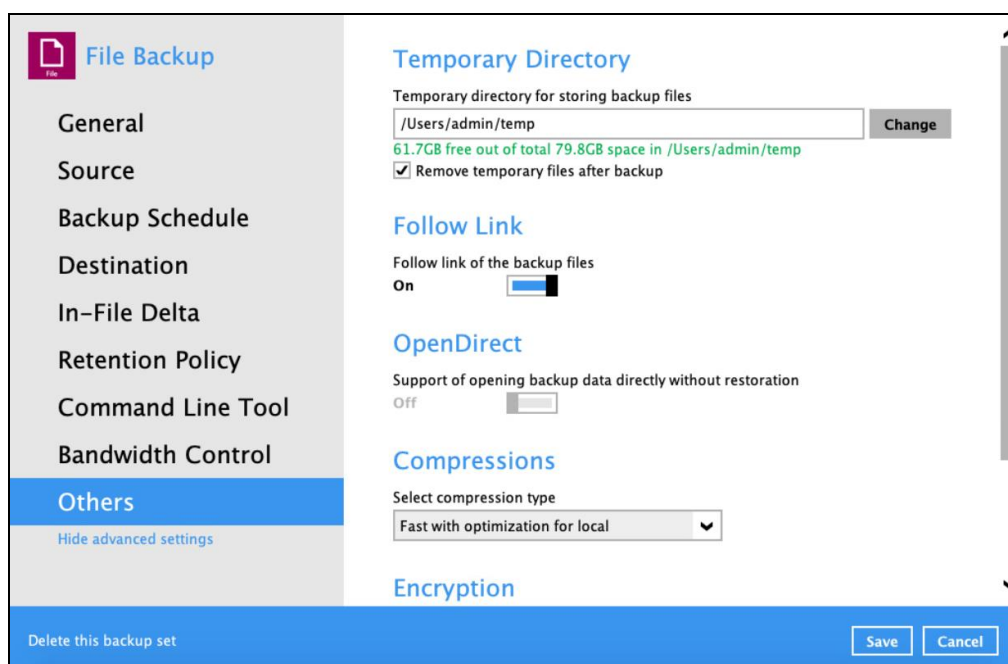 File
File Backup
General
Source
Backup Schedule
Destination
In-File Delta
Retention Policy
Command Line Tool
Bandwidth Control
Others
Hide advanced settings
Temporary Directory
Temporary directory for storing backup files
/Users/admin/temp
Change
61.7GB free out of total 79.8GB space in /Users/admin/temp
Remove temporary files after backup
Follow Link
Follow link of the backup files
On
OpenDirect
Support of opening backup data directly without restoration
Off
Compressions
Select compression type
Fast with optimization for local
Encryption
Delete this backup set
Save
Cancel